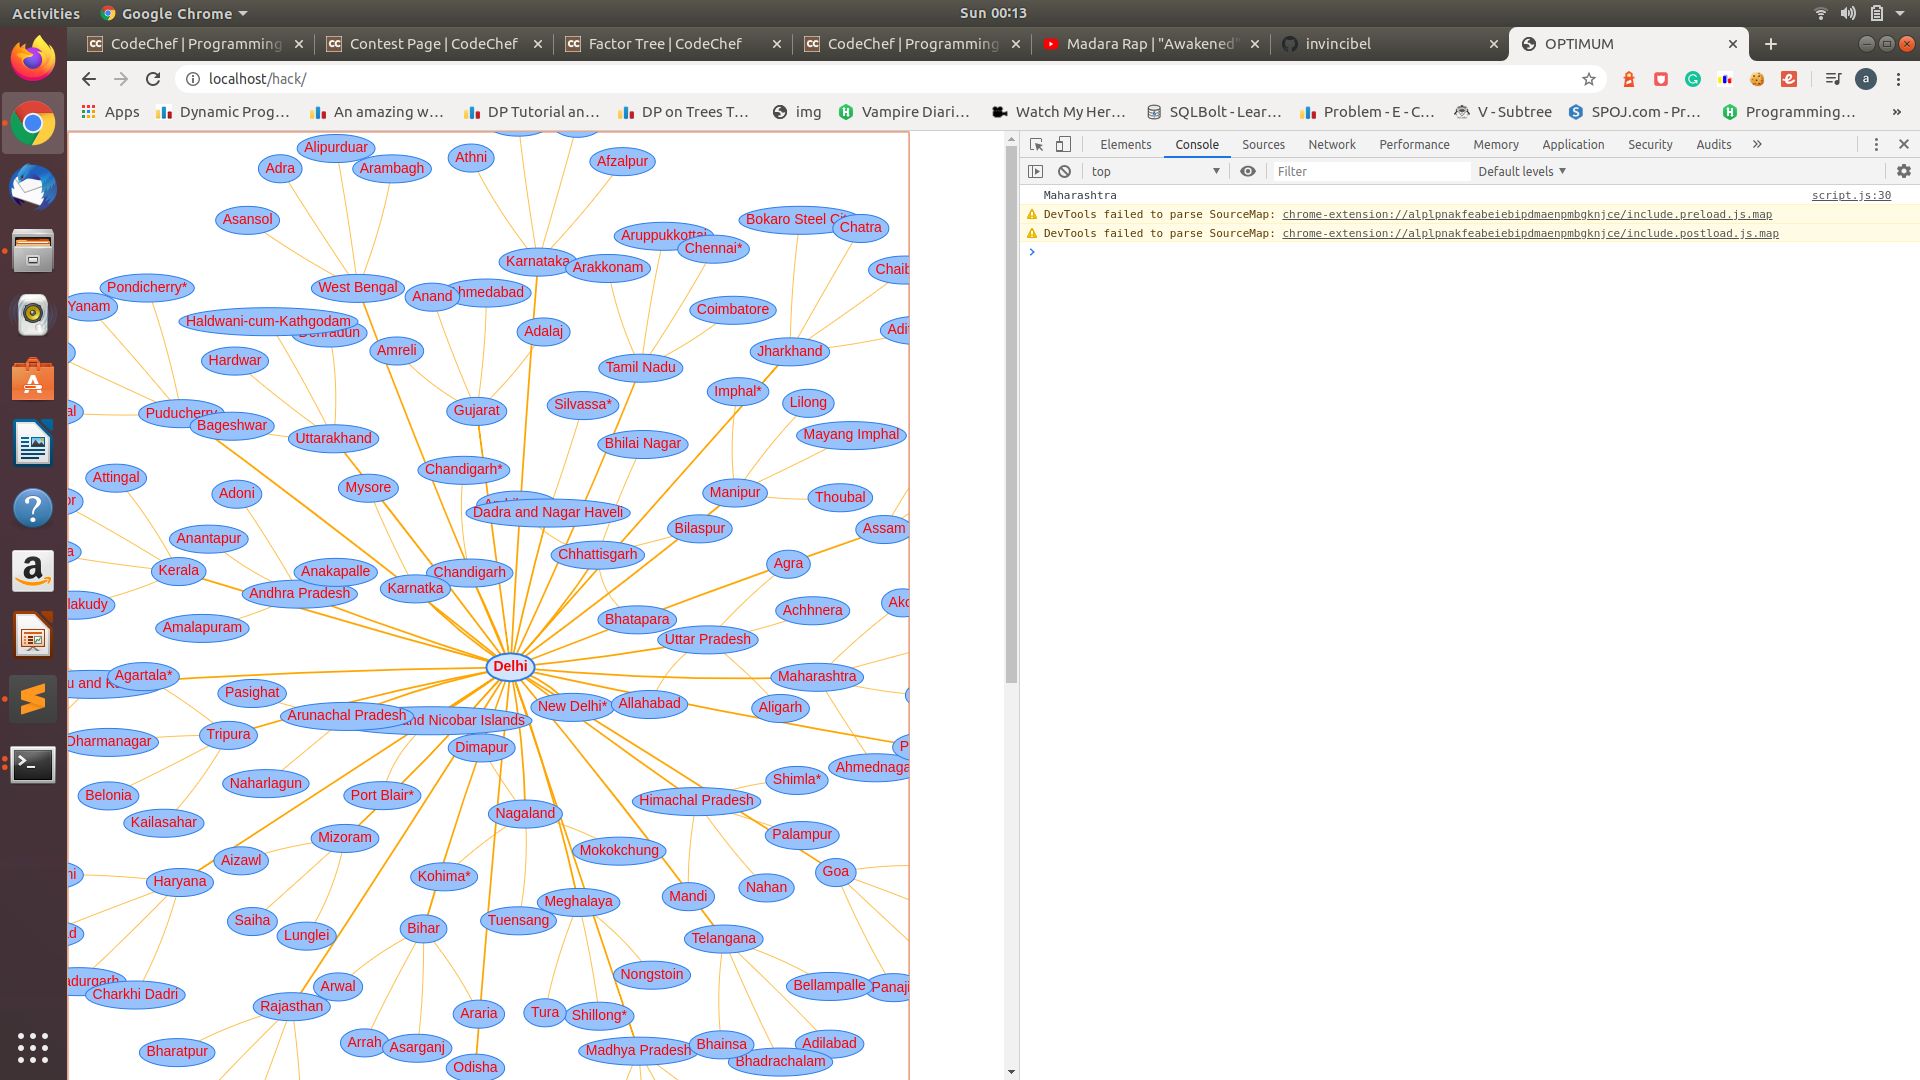 Activities
Google Chrome
Sun 00:13
CodeChef | Programming
Contest Page | CodeChef
Factor Tree | CodeChef
CodeChef | Programming
Madara Rap | "Awakened"
invincibel
OPTIMUM
localhost/hack/
Apps
Dynamic Prog…
An amazing w…
DP Tutorial an…
DP on Trees T…
img
Vampire Diari…
Watch My Her…
SQLBolt - Lear…
Problem - E - C…
V - Subtree
SPOJ.com - Pr…
Programming…
»
Elements
Console
Sources
Network
Performance
Memory
Application
Security
Audits
top
Filter
Default levels
Maharashtra
script.js:30
DevTools failed to parse SourceMap: chrome-extension://alplpnakfeabeiebipdmaenpmbgknjce/include.preload.js.map
DevTools failed to parse SourceMap: chrome-extension://alplpnakfeabeiebipdmaenpmbgknjce/include.postload.js.map
Alipurduar
Adra
Arambagh
Athni
Afzalpur
Asansol
Bokaro Steel
Chatra
Aruppukkottai
Chennai*
Karnataka
Arakkonam
Pondicherry*
West Bengal
Anand
hmedabad
Yanam
Coimbatore
Haldwani-cum-Kathgodam
Adalaj
Hardwar
Amreli
Jharkhand
Tamil Nadu
Imphal*
Silvassa*
Lilong
Puducherry
Gujarat
Bageshwar
Uttarakhand
Bhilai Nagar
Mayang Imphal
Chandigarh*
Attingal
Mysore
Adoni
Manipur
Thoubal
Dadra and Nagar Haveli
Bilaspur
Assam
Anantapur
Chhattisgarh
Agra
Kerala
Anakapalle
Chandigarh
Andhra Pradesh
Karnatka
lakudy
Achhnera
Bhatapara
Amalapuram
Uttar Pradesh
Delhi
Agartala*
Maharashtra
Pasighat
Arunachal Pradesh
nd Nicobar Islands
New Delhi*
Allahabad
Aligarh
Dharmanagar
Tripura
Dimapur
Ahmednaga
Naharlagun
Shimla*
Belonia
Port Blair*
Himachal Pradesh
Kailasahar
Nagaland
Mizoram
Palampur
Aizawl
Mokokchung
Haryana
Goa
Kohima*
Nahan
Mandi
Meghalaya
Saiha
Tuensang
Bihar
Lunglei
Telangana
Nongstoin
adurgarh
Charkhi Dadri
Arwal
Bellampalle
Panaji
Rajasthan
Araria
Tura
Shillong*
Arrah
Asarganj
Bhainsa
Adilabad
Bharatpur
Madhya Pradesh
Bhadrachalam
Odisha